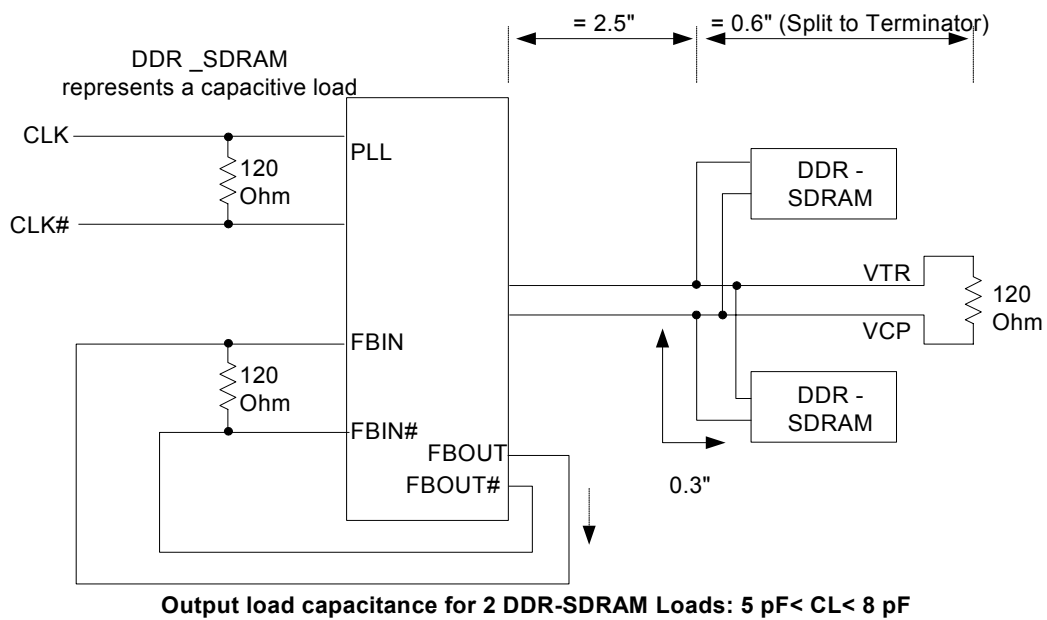 = 2.5"
= 0.6" (Split to Terminator)
DDR _SDRAM
represents a capacitive load
CLK
PLL
120
Ohm
CLK#
DDR -
SDRAM
VTR
120
Ohm
VCP
FBIN
120
Ohm
FBIN#
DDR -
SDRAM
FBOUT
FBOUT#
0.3"
Output load capacitance for 2 DDR-SDRAM Loads: 5 pF< CL< 8 pF